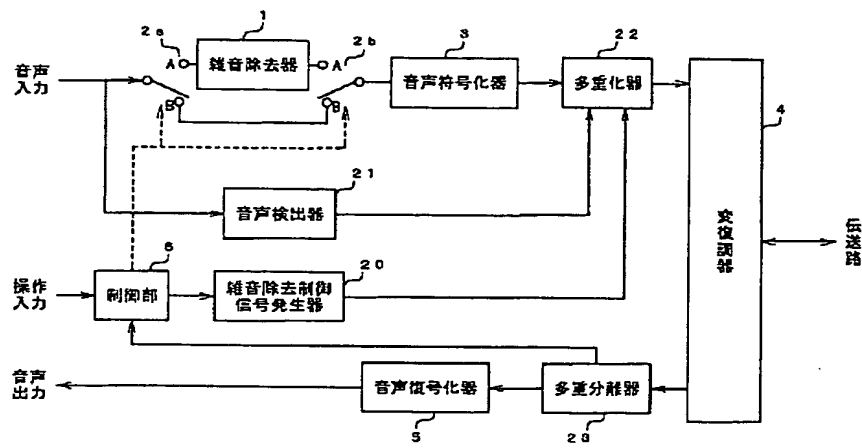 1
2a
A
雑音除去器
A
2b
3
22
音声
入力
B
B
音声符号化器
多重化器
4
21
音声検出器
変復調器
伝送路
6
20
操作
入力
制御部
雑音除去制御
信号発生器
音声
出力
音声復号化器
多重分離器
5
23